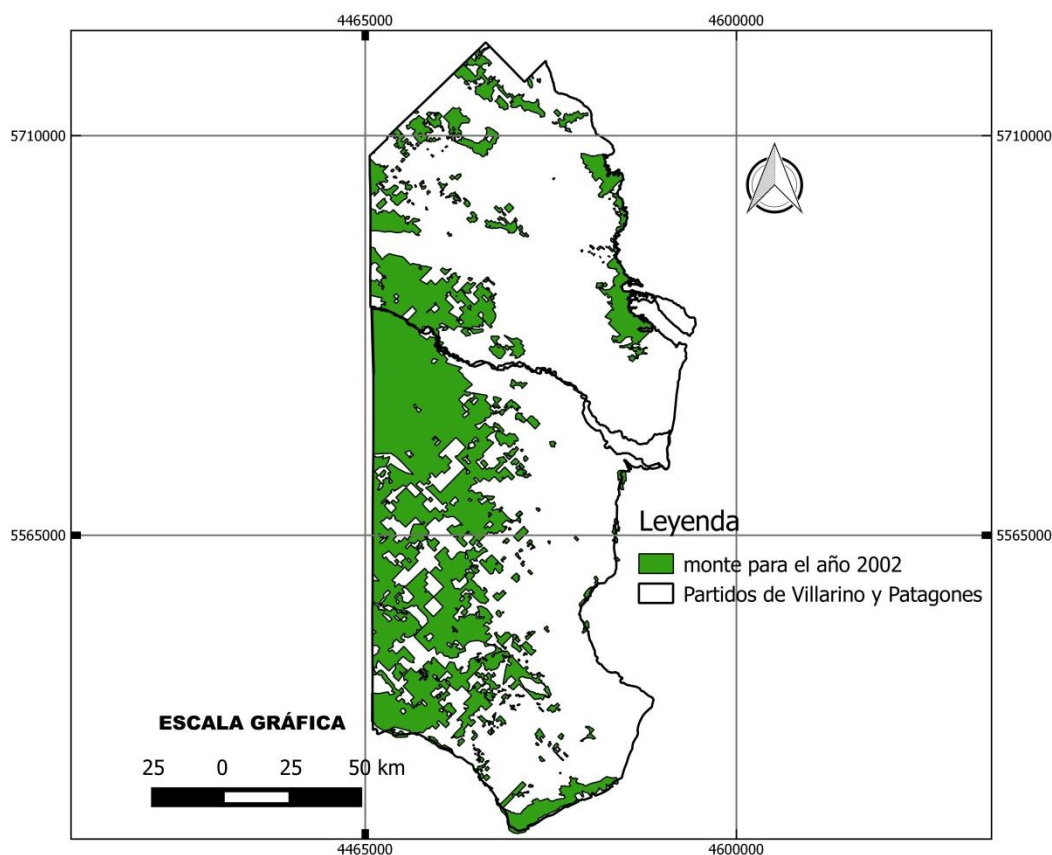 4465000 4600000
5710000 5710000
Leyenda
5565000 5565000
monte para el año 2002
Partidos de Villarino y Patagones
ESCALA GRÁFICA
25 0 25 50 km
4465000 4600000